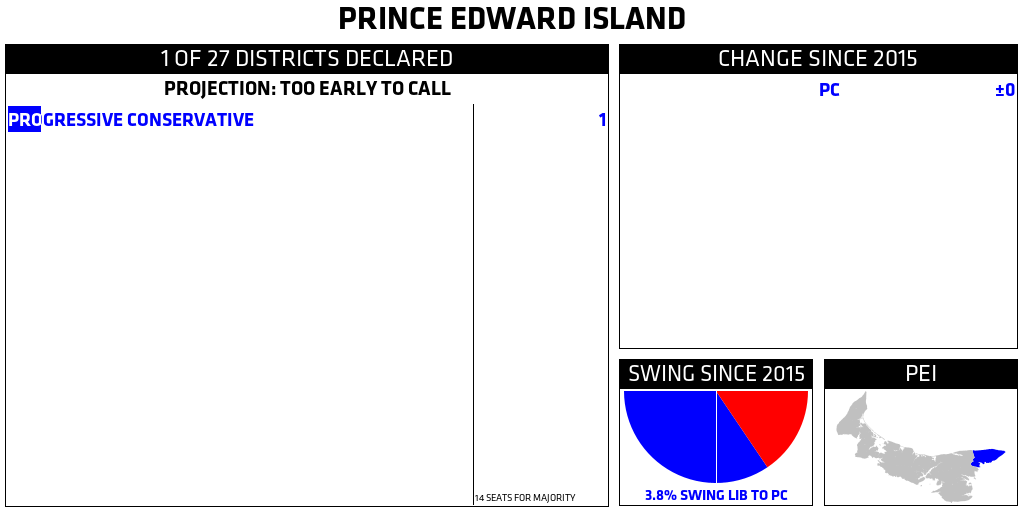 PRINCE EDWARD ISLAND
1 OF 27 DISTRICTS DECLARED
PROJECTION: TOO EARLY TO CALL
PROGRESSIVE CONSERVATIVE 1
14 SEATS FOR MAJORITY
CHANGE SINCE 2015
PC ±0
SWING SINCE 2015
3.8% SWING LIB TO PC
PEI